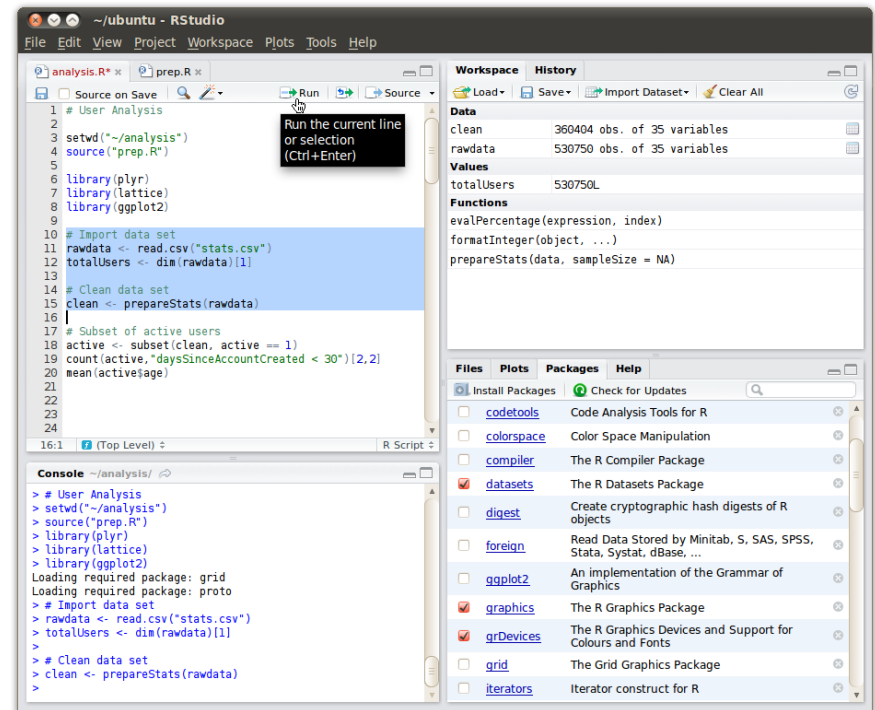 ~/ubuntu - RStudio
File Edit View Project Workspace Plots Tools Help
analysis.R* prep.R
Source on Save Run Source
1 # User Analysis
2
3 setwd("~/analysis")
4 source("prep.R")
5
6 library(plyr)
7 library(lattice)
8 library(ggplot2)
9
10 # Import data set
11 rawdata <- read.csv("stats.csv")
12 totalUsers <- dim(rawdata)[1]
13
14 # Clean data set
15 clean <- prepareStats(rawdata)
16
17 # Subset of active users
18 active <- subset(clean, active == 1)
19 count(active,"daysSinceAccountCreated < 30")[2,2]
20 mean(active$age)
21
22
23
24
Run the current line
or selection
(Ctrl+Enter)
16:1 (Top Level) R Script
Console ~/analysis/
> # User Analysis
> setwd("~/analysis")
> source("prep.R")
> library(plyr)
> library(lattice)
> library(ggplot2)
Loading required package: grid
Loading required package: proto
> # Import data set
> rawdata <- read.csv("stats.csv")
> totalUsers <- dim(rawdata)[1]
>
> # Clean data set
> clean <- prepareStats(rawdata)
>
Workspace History
Load Save Import Dataset Clear All
Data
clean 360404 obs. of 35 variables
rawdata 530750 obs. of 35 variables
Values
totalUsers 530750L
Functions
evalPercentage(expression, index)
formatInteger(object, ...)
prepareStats(data, sampleSize = NA)
Files Plots Packages Help
Install Packages Check for Updates
codetools Code Analysis Tools for R
colorspace Color Space Manipulation
compiler The R Compiler Package
datasets The R Datasets Package
digest Create cryptographic hash digests of R
objects
foreign Read Data Stored by Minitab, S, SAS, SPSS,
Stata, Systat, dBase, ...
ggplot2 An implementation of the Grammar of
Graphics
graphics The R Graphics Package
grDevices The R Graphics Devices and Support for
Colours and Fonts
grid The Grid Graphics Package
iterators Iterator construct for R